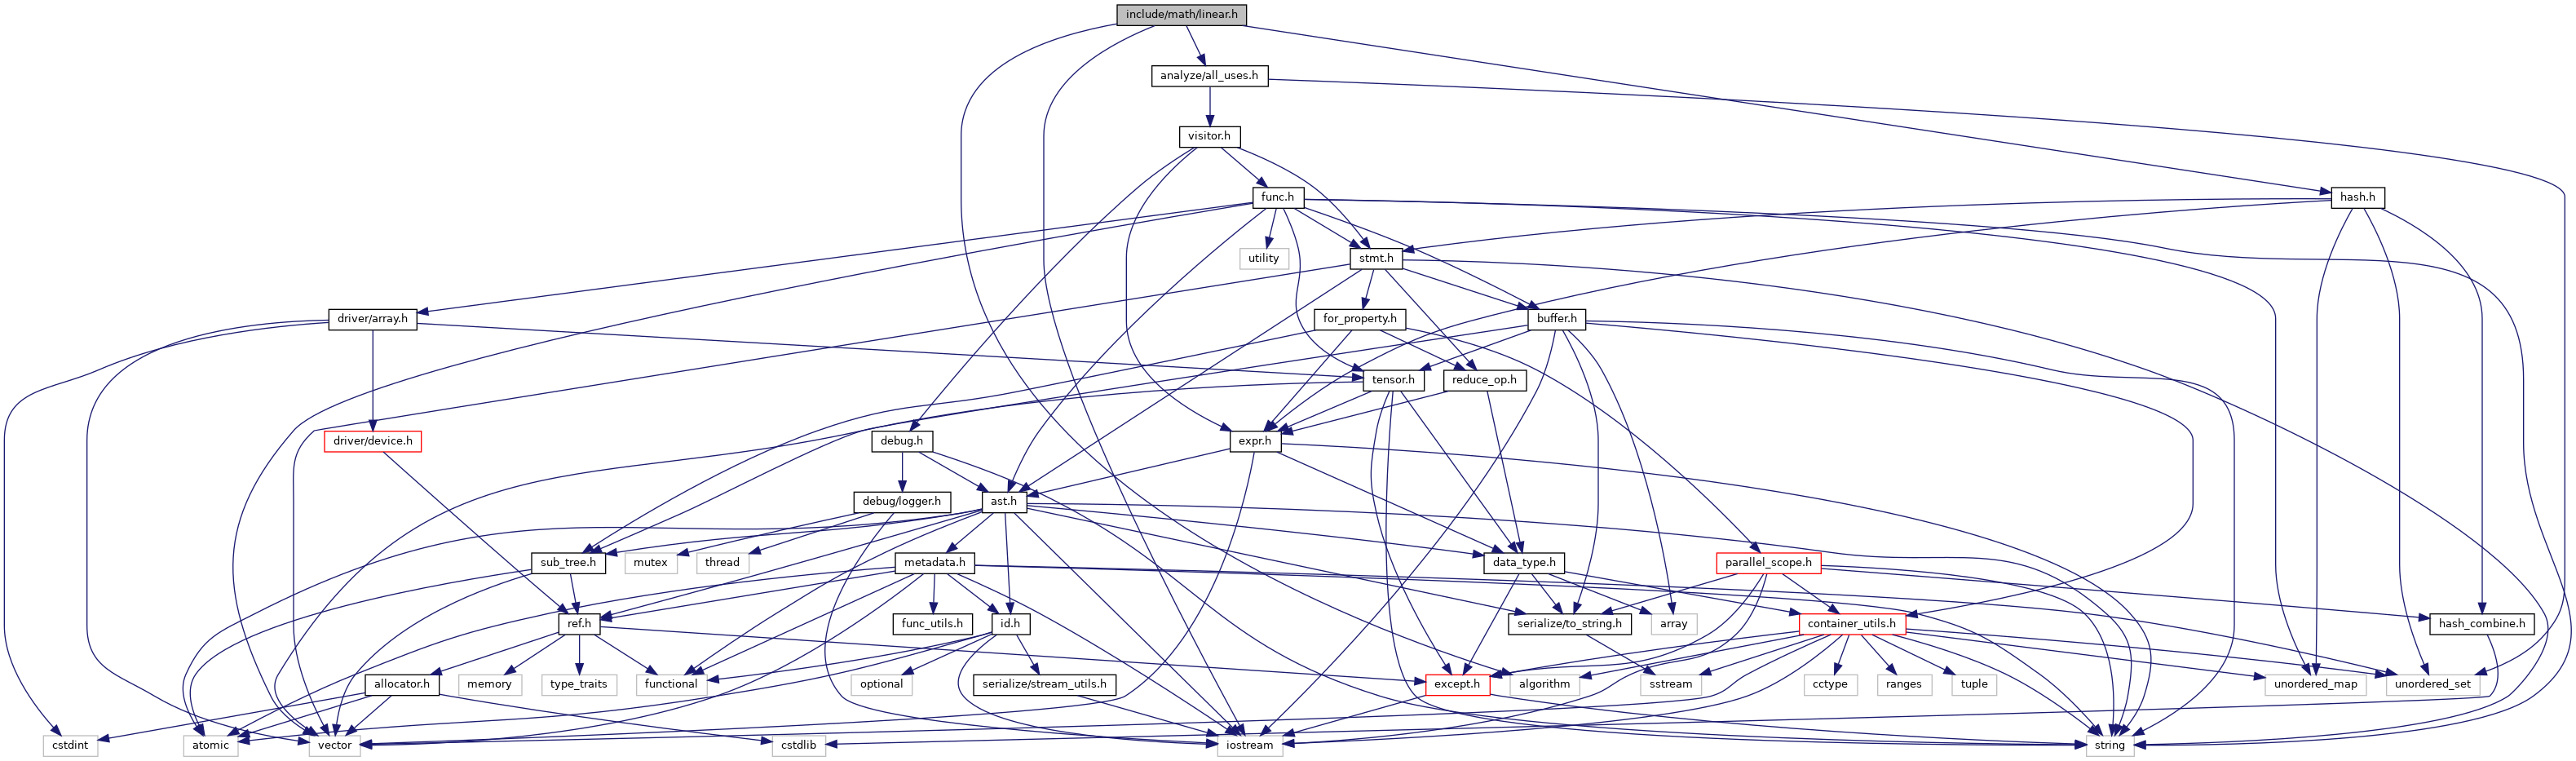 include/math/linear.h
analyze/all_uses.h
visitor.h
func.h
hash.h
utility
stmt.h
driver/array.h
for_property.h
buffer.h
tensor.h
reduce_op.h
driver/device.h
debug.h
expr.h
debug/logger.h
ast.h
sub_tree.h
mutex
thread
metadata.h
data_type.h
parallel_scope.h
ref.h
func_utils.h
id.h
serialize/to_string.h
array
container_utils.h
hash_combine.h
allocator.h
memory
type_traits
functional
optional
serialize/stream_utils.h
except.h
algorithm
sstream
cctype
ranges
tuple
unordered_map
unordered_set
cstdint
atomic
vector
cstdlib
iostream
string